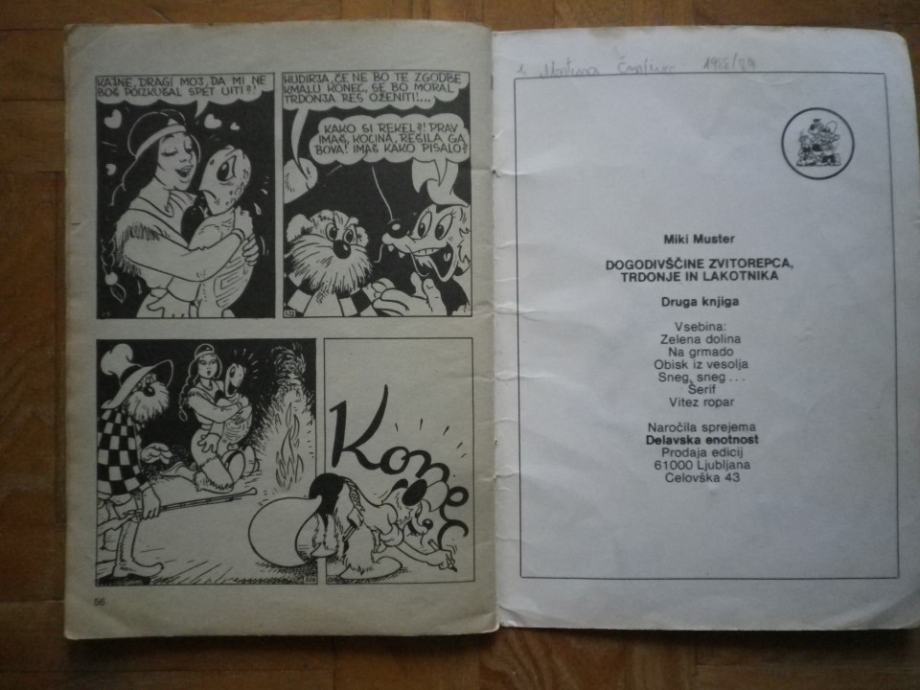 KAJNE, DRAGI MOJ, DA MI NE
BOŠ POIZKUŠAL SPET UITI?!
HUDIRJA, ČE NE BO TE ZGODBE
KMALU KONEC, SE BO MORAL
TRDONJA RES OŽENITI!...
KAKO SI REKEL?! PRAV
IMAŠ, KOCINA, REŠILA GA
BOVA! IMAŠ KAKO PISALO?
Konec
56
1988/89
Miki Muster
DOGODIVŠČINE ZVITOREPCA,
TRDONJE IN LAKOTNIKA
Druga knjiga
Vsebina:
Zelena dolina
Na grmado
Obisk iz vesolja
Sneg, sneg...
Šerif
Vitez ropar
Naročila sprejema
Delavska enotnost
Prodaja edicij
61000 Ljubljana
Celovška 43